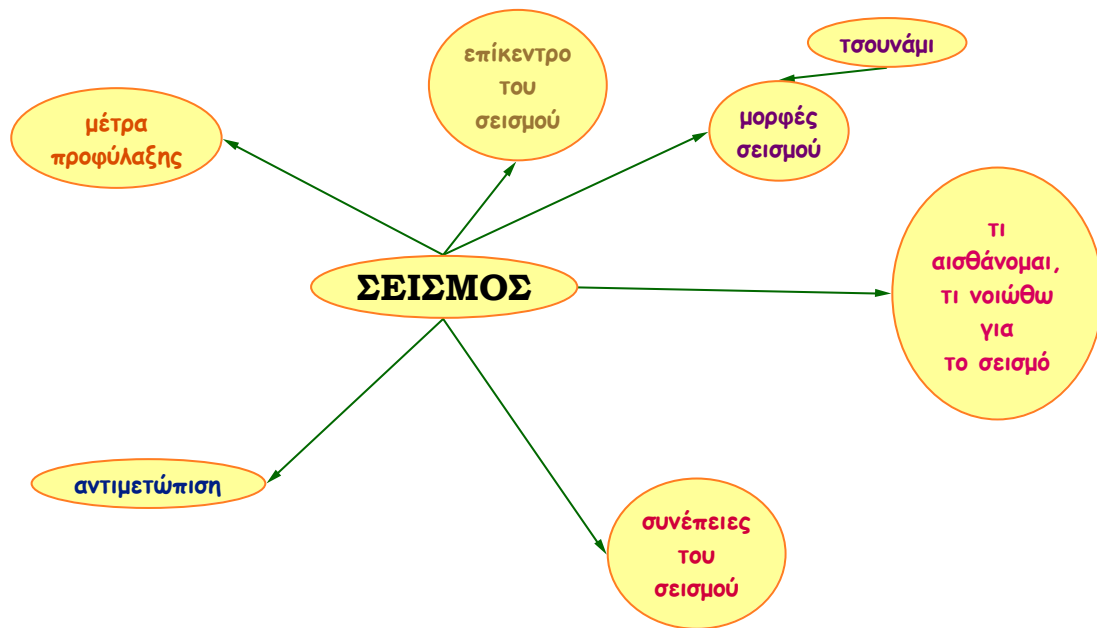 τσουνάμι
επίκεντρο
του
σεισμού
μορφές
σεισμού
μέτρα
προφύλαξης
τι
αισθάνομαι,
τι νοιώθω
για
το σεισμό
ΣΕΙΣΜΟΣ
αντιμετώπιση
συνέπειες
του
σεισμού